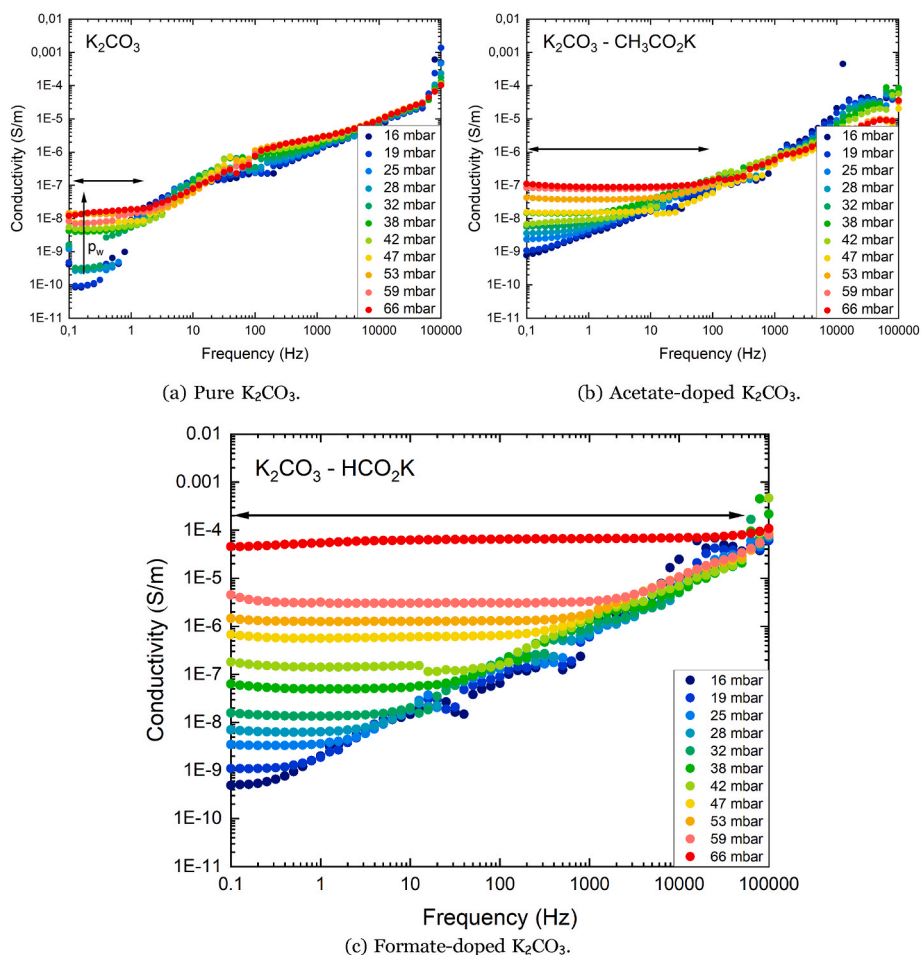 K₂CO₃
0,01
0,001
1E-4
1E-5
1E-6
1E-7
1E-8
1E-9
1E-10
1E-11
Conductivity (S/m)
p_w
16 mbar
19 mbar
25 mbar
28 mbar
32 mbar
38 mbar
42 mbar
47 mbar
53 mbar
59 mbar
66 mbar
0,1 1 10 100 1000 10000 100000
Frequency (Hz)
(a) Pure K₂CO₃.
K₂CO₃ - CH₃CO₂K
0,01
0,001
1E-4
1E-5
1E-6
1E-7
1E-8
1E-9
1E-10
1E-11
Conductivity (S/m)
16 mbar
19 mbar
25 mbar
28 mbar
32 mbar
38 mbar
42 mbar
47 mbar
53 mbar
59 mbar
66 mbar
0,1 1 10 100 1000 10000 100000
Frequency (Hz)
(b) Acetate-doped K₂CO₃.
K₂CO₃ - HCO₂K
0.01
0.001
1E-4
1E-5
1E-6
1E-7
1E-8
1E-9
1E-10
1E-11
Conductivity (S/m)
16 mbar
19 mbar
25 mbar
28 mbar
32 mbar
38 mbar
42 mbar
47 mbar
53 mbar
59 mbar
66 mbar
0.1 1 10 100 1000 10000 100000
Frequency (Hz)
(c) Formate-doped K₂CO₃.